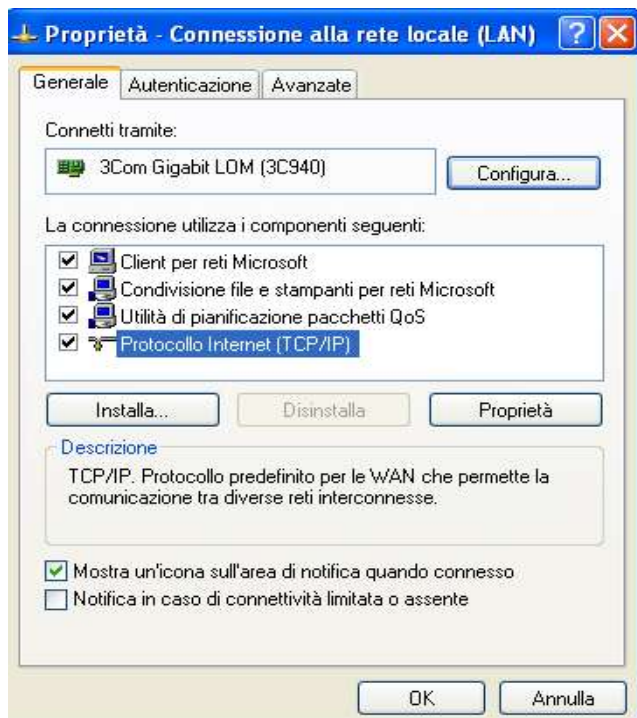 Proprietà - Connessione alla rete locale (LAN)
Generale Autenticazione Avanzate
Connetti tramite:
3Com Gigabit LOM (3C940)
Configura...
La connessione utilizza i componenti seguenti:
Client per reti Microsoft
Condivisione file e stampanti per reti Microsoft
Utilità di pianificazione pacchetti QoS
Protocollo Internet (TCP/IP)
Installa... Disinstalla Proprietà
Descrizione
TCP/IP. Protocollo predefinito per le WAN che permette la
comunicazione tra diverse reti interconnesse.
Mostra un'icona sull'area di notifica quando connesso
Notifica in caso di connettività limitata o assente
OK Annulla